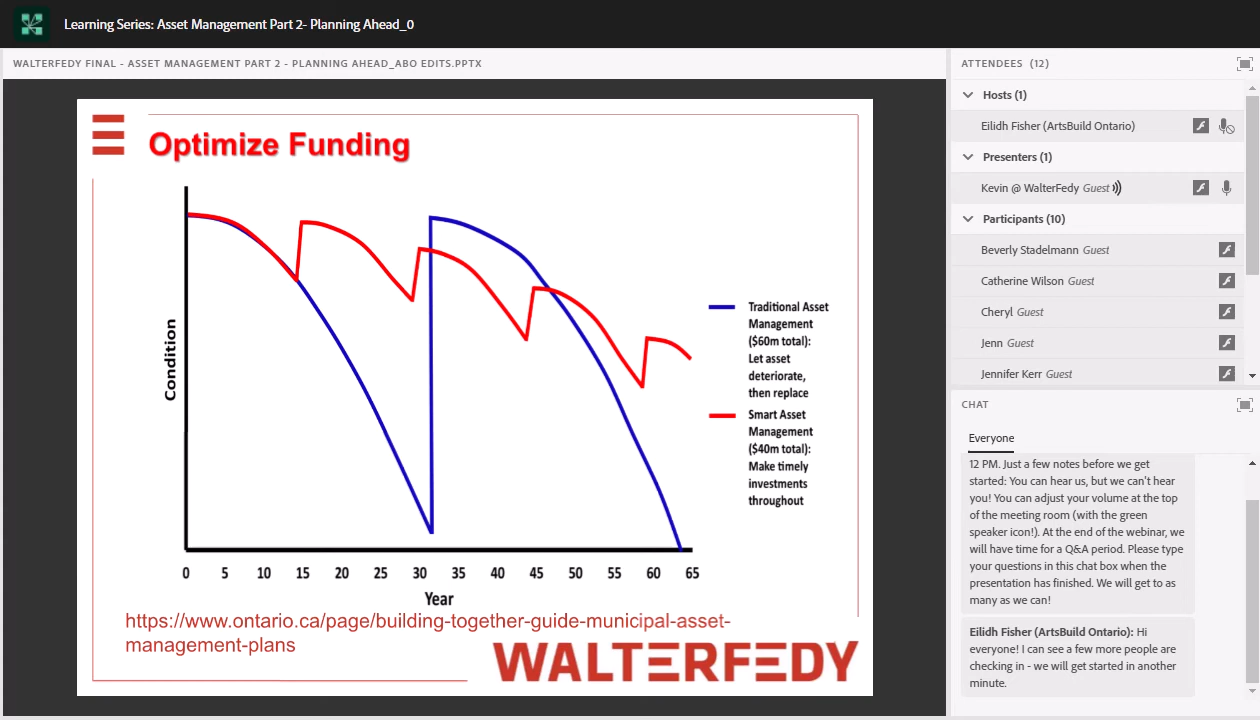 Learning Series: Asset Management Part 2- Planning Ahead_0
WALTERFEDY FINAL - ASSET MANAGEMENT PART 2 - PLANNING AHEAD_ABO EDITS.PPTX
Optimize Funding
Condition
Traditional Asset
Management
($60m total):
Let asset
deteriorate,
then replace
Smart Asset
Management
($40m total):
Make timely
investments
throughout
0 5 10 15 20 25 30 35 40 45 50 55 60 65
Year
https://www.ontario.ca/page/building-together-guide-municipal-asset-
management-plans
WALTERFEDY
ATTENDEES (12)
Hosts (1)
Eilidh Fisher (ArtsBuild Ontario)
Presenters (1)
Kevin @ WalterFedy Guest
Participants (10)
Beverly Stadelmann Guest
Catherine Wilson Guest
Cheryl Guest
Jenn Guest
Jennifer Kerr Guest
CHAT
Everyone
12 PM. Just a few notes before we get
started: You can hear us, but we can't hear
you! You can adjust your volume at the top
of the meeting room (with the green
speaker icon!). At the end of the webinar, we
will have time for a Q&A period. Please type
your questions in this chat box when the
presentation has finished. We will get to as
many as we can!
Eilidh Fisher (ArtsBuild Ontario): Hi
everyone! I can see a few more people are
checking in - we will get started in another
minute.